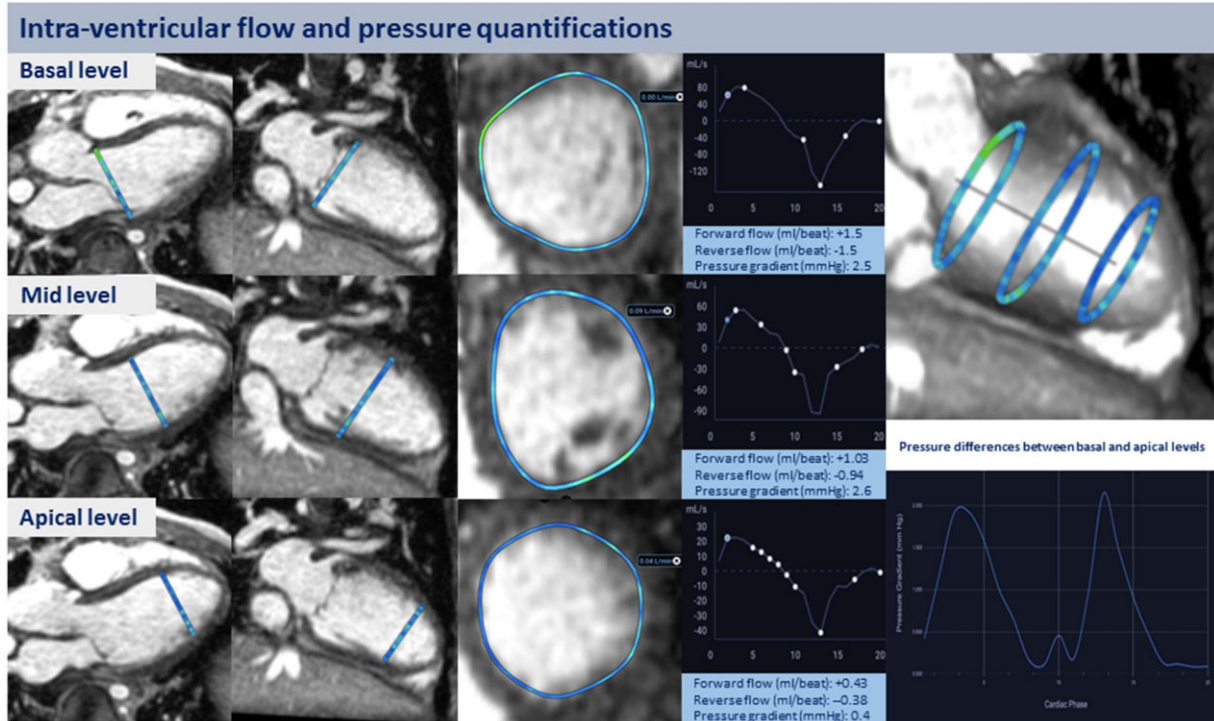 Intra-ventricular flow and pressure quantifications
Basal level
0.00 L/min
mL/s
80
40
0
-40
-80
-120
0 5 10 15 20
Forward flow (ml/beat): +1.5
Reverse flow (ml/beat): -1.5
Pressure gradient (mmHg): 2.5
Mid level
0.09 L/min
mL/s
60
30
0
-30
-60
-90
0 5 10 15 20
Forward flow (ml/beat): +1.03
Reverse flow (ml/beat): -0.94
Pressure gradient (mmHg): 2.6
Apical level
0.04 L/min
mL/s
30
20
10
0
-10
-20
-30
-40
0 5 10 15 20
Forward flow (ml/beat): +0.43
Reverse flow (ml/beat): –0.38
Pressure gradient (mmHg): 0.4
Pressure differences between basal and apical levels
Pressure Gradient (mm Hg)
5 10 15 20
Cardiac Phase